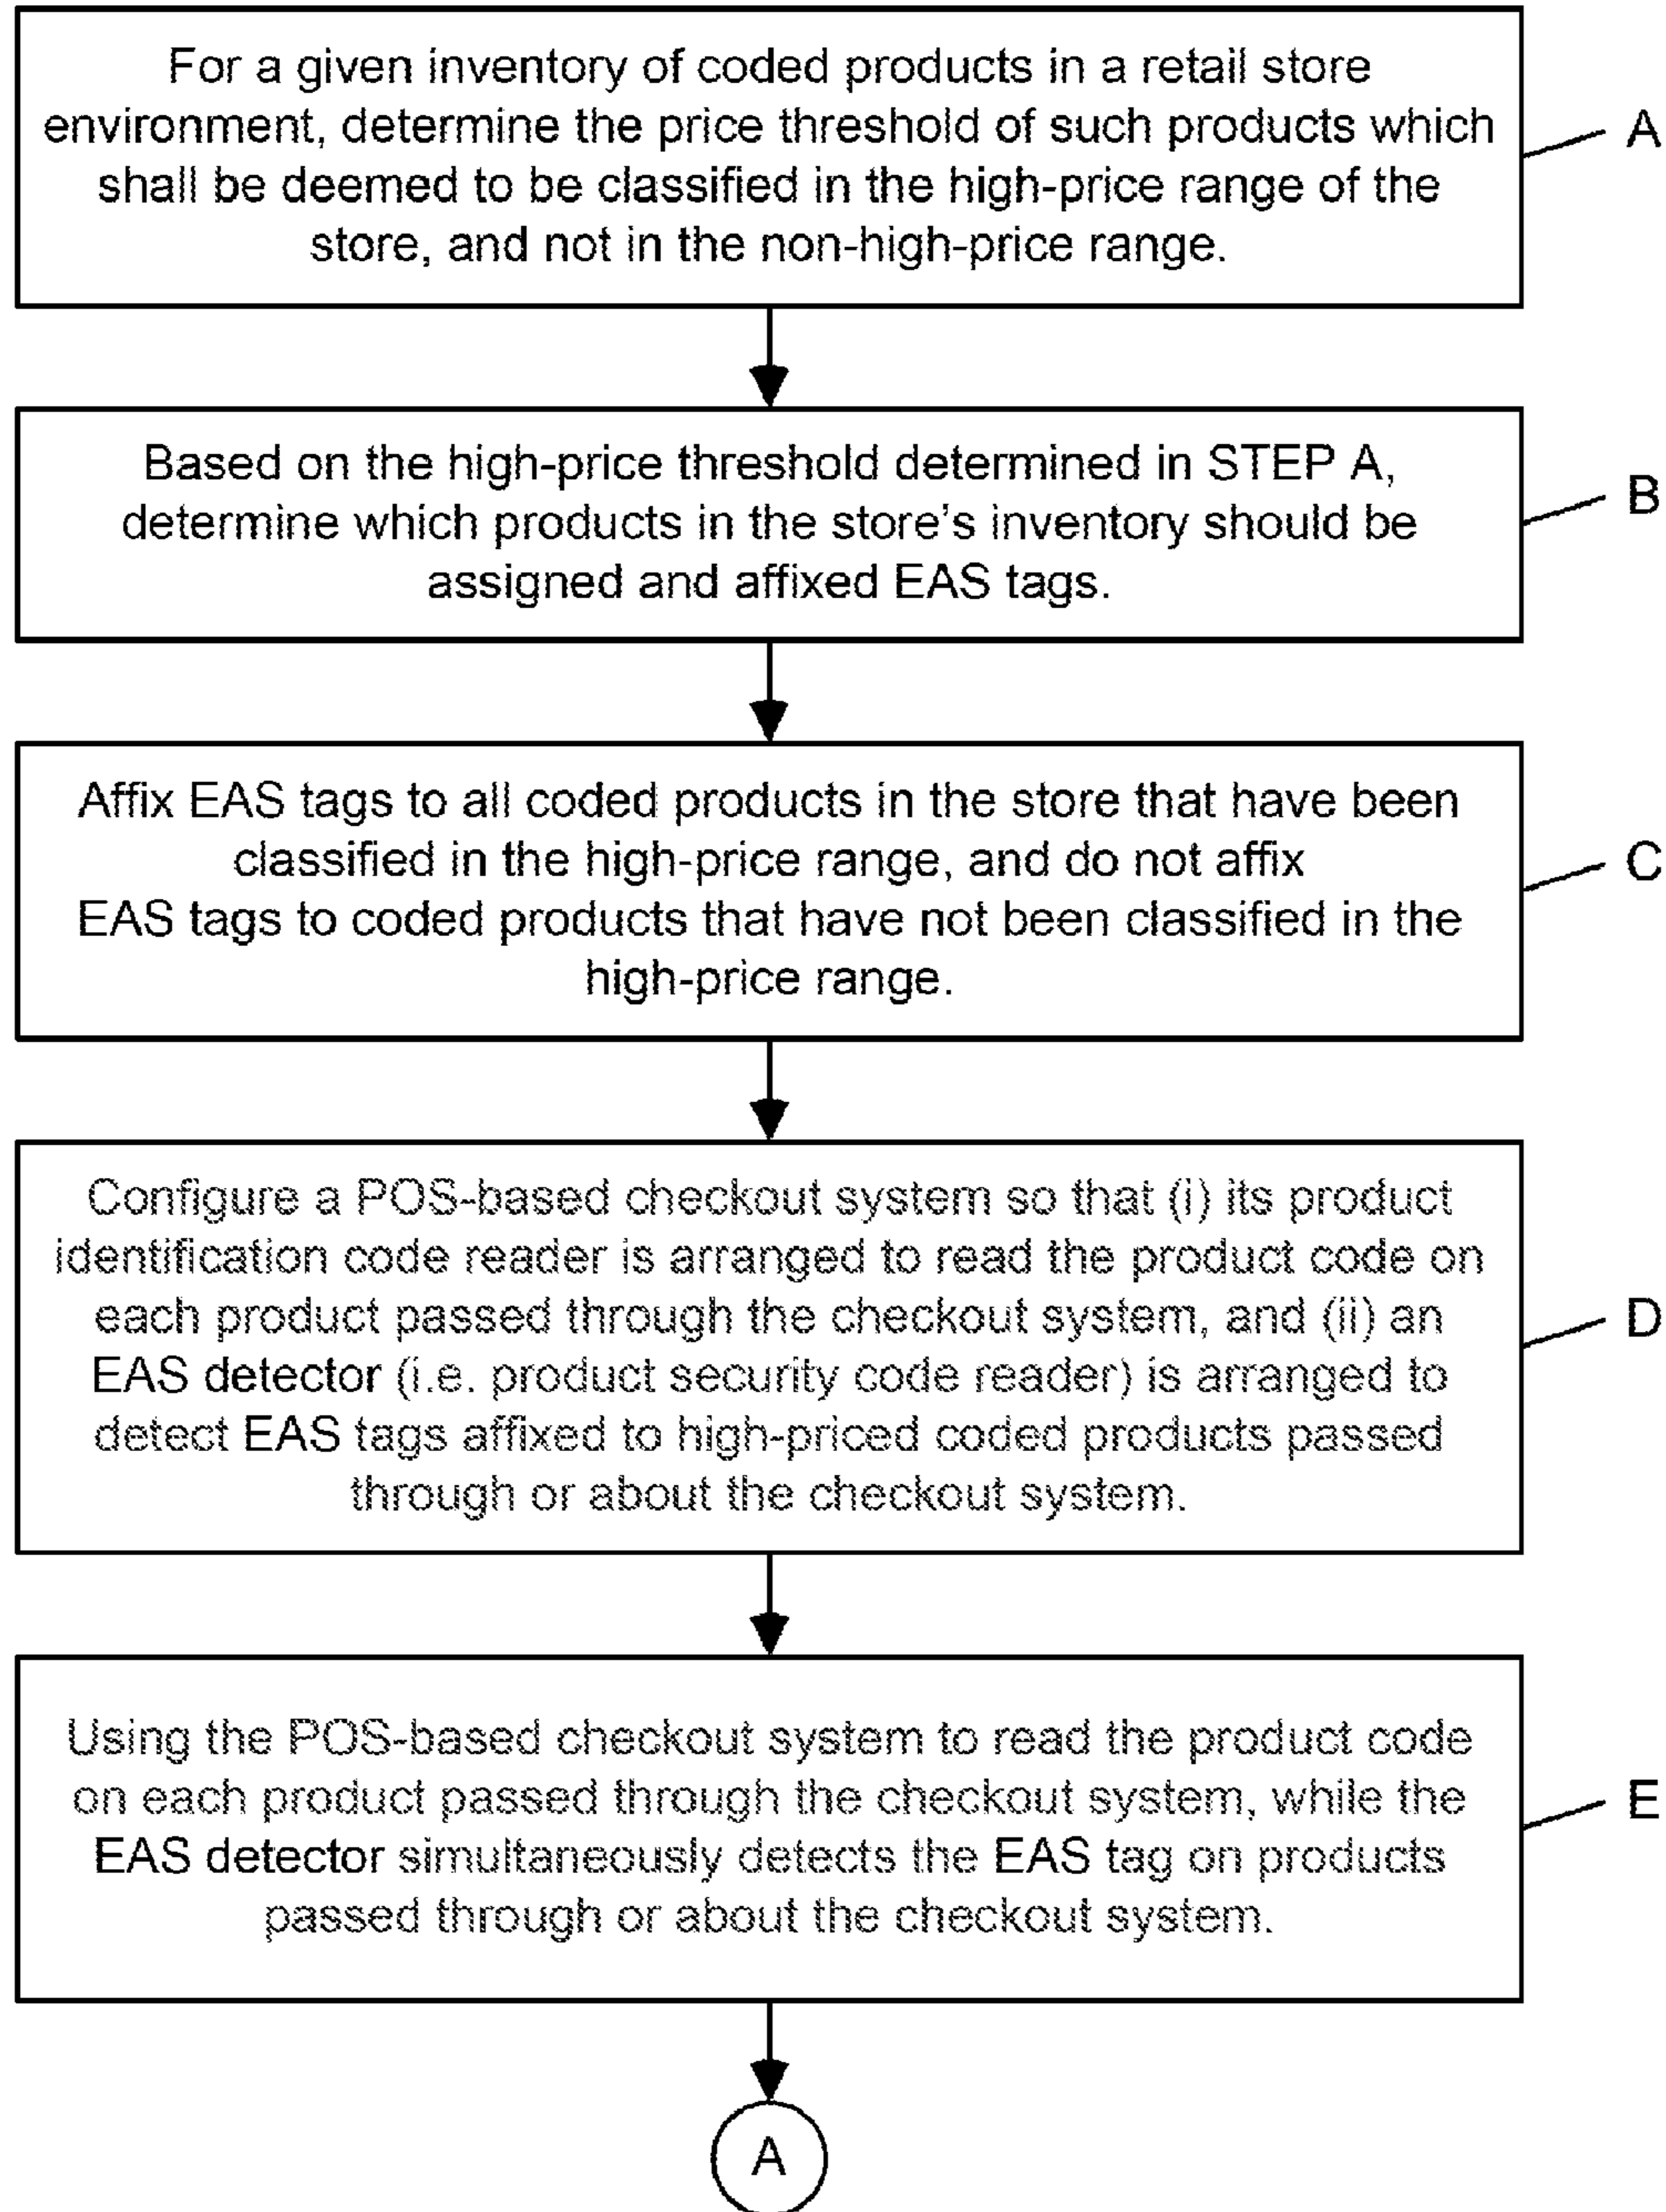 For a given inventory of coded products in a retail store
environment, determine the price threshold of such products which
shall be deemed to be classified in the high-price range of the
store, and not in the non-high-price range.
A
Based on the high-price threshold determined in STEP A,
determine which products in the store's inventory should be
assigned and affixed EAS tags.
B
Affix EAS tags to all coded products in the store that have been
classified in the high-price range, and do not affix
EAS tags to coded products that have not been classified in the
high-price range.
C
Configure a POS-based checkout system so that (i) its product
identification code reader is arranged to read the product code on
each product passed through the checkout system, and (ii) an
EAS detector (i.e. product security code reader) is arranged to
detect EAS tags affixed to high-priced coded products passed
through or about the checkout system.
D
Using the POS-based checkout system to read the product code
on each product passed through the checkout system, while the
EAS detector simultaneously detects the EAS tag on products
passed through or about the checkout system.
E
A